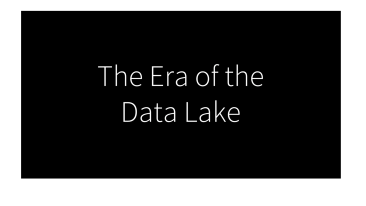 The Era of the
Data Lake